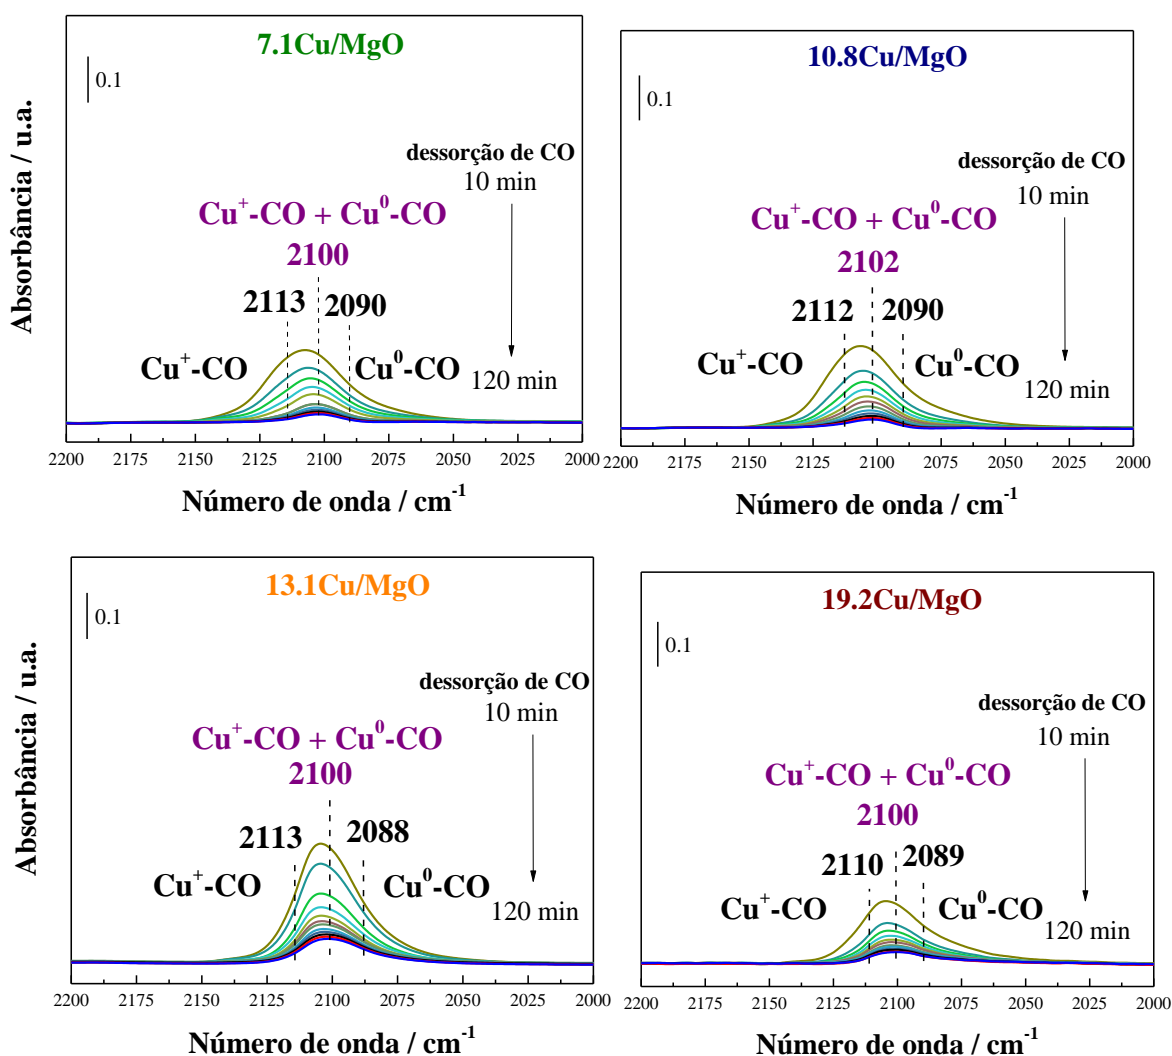 7.1Cu/MgO
0.1
dessorção de CO
10 min
Cu⁺-CO + Cu⁰-CO
2100
2113
2090
Cu⁺-CO
Cu⁰-CO
120 min
Absorbância / u.a.
2200 2175 2150 2125 2100 2075 2050 2025 2000
Número de onda / cm⁻¹
10.8Cu/MgO
0.1
dessorção de CO
10 min
Cu⁺-CO + Cu⁰-CO
2102
2112
2090
Cu⁺-CO
Cu⁰-CO
120 min
2200 2175 2150 2125 2100 2075 2050 2025 2000
Número de onda / cm⁻¹
13.1Cu/MgO
0.1
dessorção de CO
10 min
Cu⁺-CO + Cu⁰-CO
2100
2113
2088
Cu⁺-CO
Cu⁰-CO
120 min
Absorbância / u.a.
2200 2175 2150 2125 2100 2075 2050 2025 2000
Número de onda / cm⁻¹
19.2Cu/MgO
0.1
dessorção de CO
10 min
Cu⁺-CO + Cu⁰-CO
2100
2110
2089
Cu⁺-CO
Cu⁰-CO
120 min
2200 2175 2150 2125 2100 2075 2050 2025 2000
Número de onda / cm⁻¹